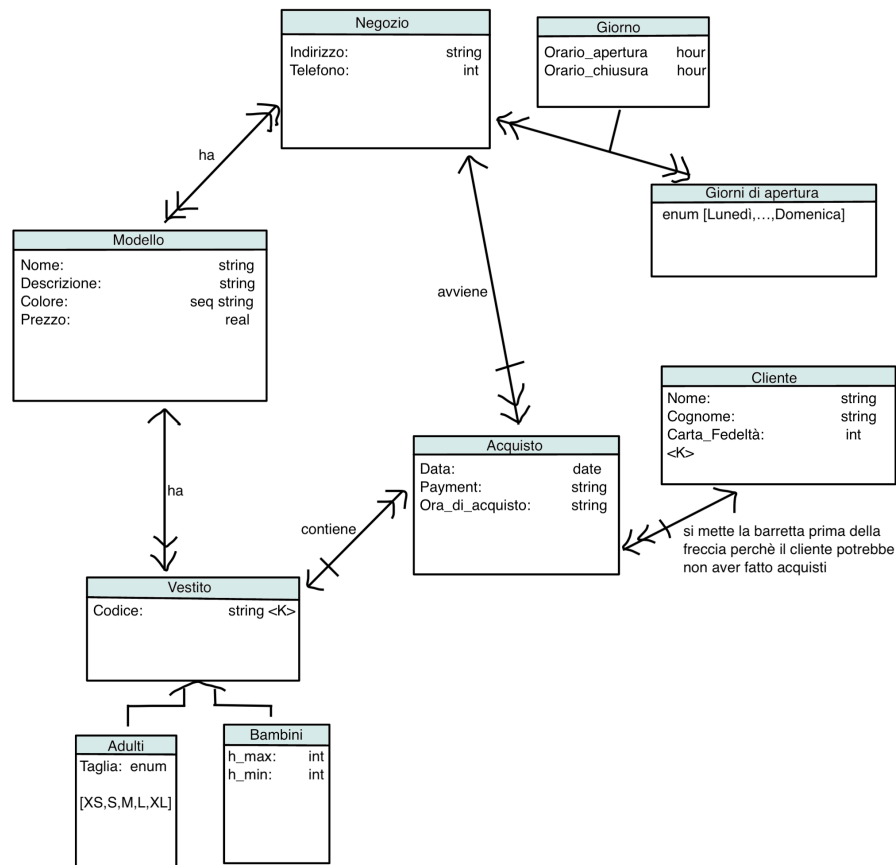 Negozio
Indirizzo: string
Telefono: int
Giorno
Orario_apertura hour
Orario_chiusura hour
ha
Giorni di apertura
enum [Lunedì,...,Domenica]
Modello
Nome: string
Descrizione: string
Colore: seq string
Prezzo: real
avviene
Cliente
Nome: string
Cognome: string
Carta_Fedeltà: int
<K>
Acquisto
Data: date
Payment: string
Ora_di_acquisto: string
ha
contiene
si mette la barretta prima della
freccia perchè il cliente potrebbe
non aver fatto acquisti
Vestito
Codice: string <K>
Adulti
Taglia: enum
[XS,S,M,L,XL]
Bambini
h_max: int
h_min: int